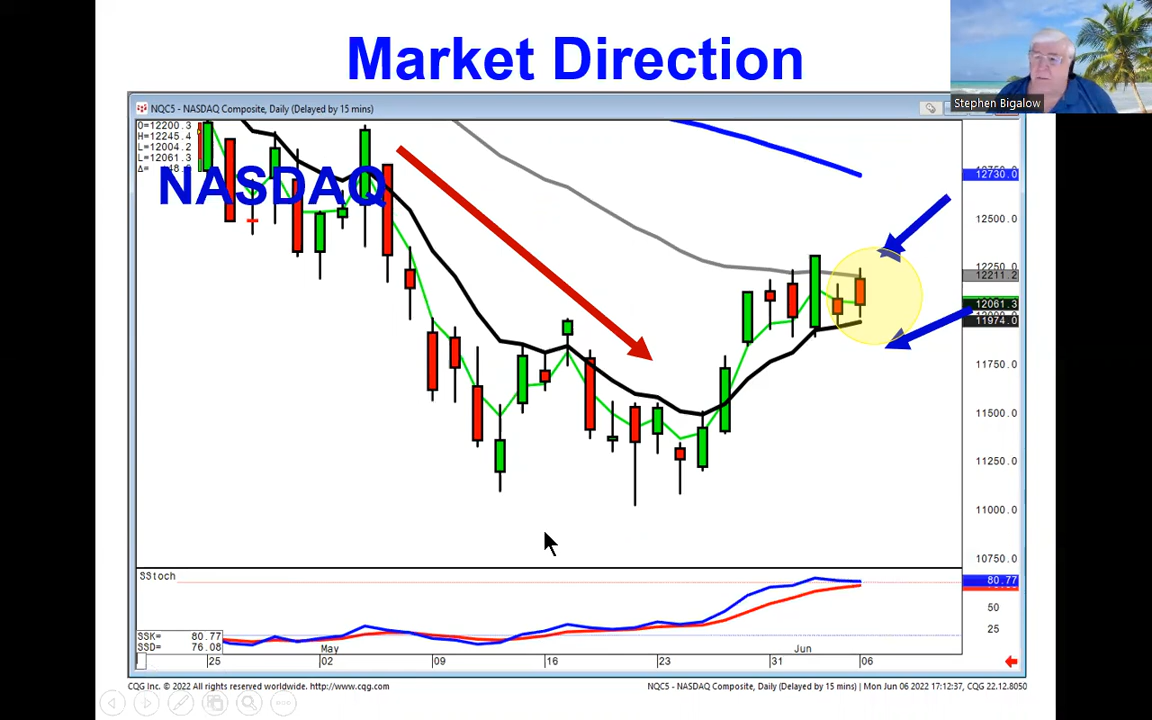 Market Direction
Stephen Bigalow
NQC5 - NASDAQ Composite, Daily (Delayed by 15 mins)
O=12200.3
H=12245.4
L=12004.2
L=12061.3
NASDAQ
12730.0
12500.0
12250.0
12211.2
12061.3
11974.0
11750.0
11500.0
11250.0
11000.0
10750.0
SStoch
80.77
50
25
SSK= 80.77
SSD= 76.08
May
Jun
25
02
09
16
23
31
06
CQG Inc. © 2022 All rights reserved worldwide. http://www.cqg.com
NQC5 - NASDAQ Composite, Daily (Delayed by 15 mins) | Mon Jun 06 2022 17:12:37, CQG 22.12.8050